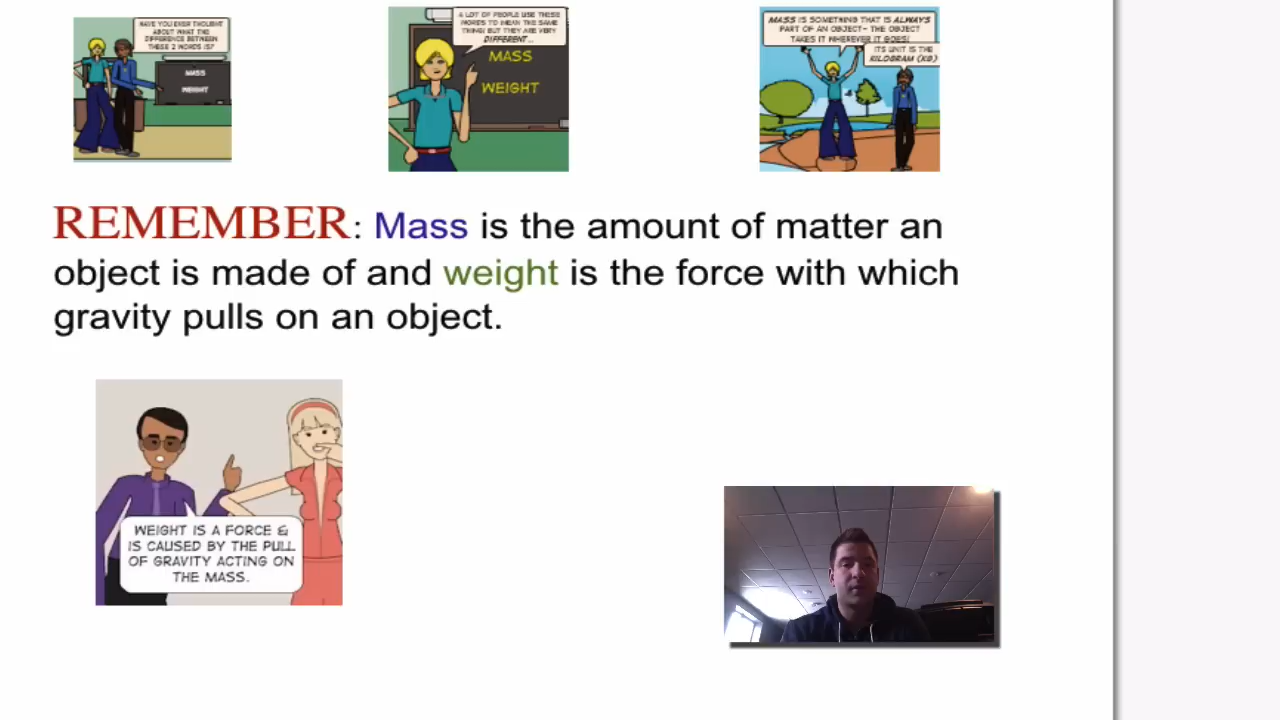 HAVE YOU EVER THOUGHT
ABOUT WHAT THE
DIFFERENCE BETWEEN
THESE 2 WORDS IS?
MASS
WEIGHT
A LOT OF PEOPLE USE THESE
WORDS TO MEAN THE SAME
THING! BUT THEY ARE VERY
DIFFERENT...
MASS
WEIGHT
MASS IS SOMETHING THAT IS ALWAYS
PART OF AN OBJECT- THE OBJECT
TAKES IT WHEREVER IT GOES!
ITS UNIT IS THE
KILOGRAM (KG)
REMEMBER: Mass is the amount of matter an
object is made of and weight is the force with which
gravity pulls on an object.
WEIGHT IS A FORCE &
IS CAUSED BY THE PULL
OF GRAVITY ACTING ON
THE MASS.